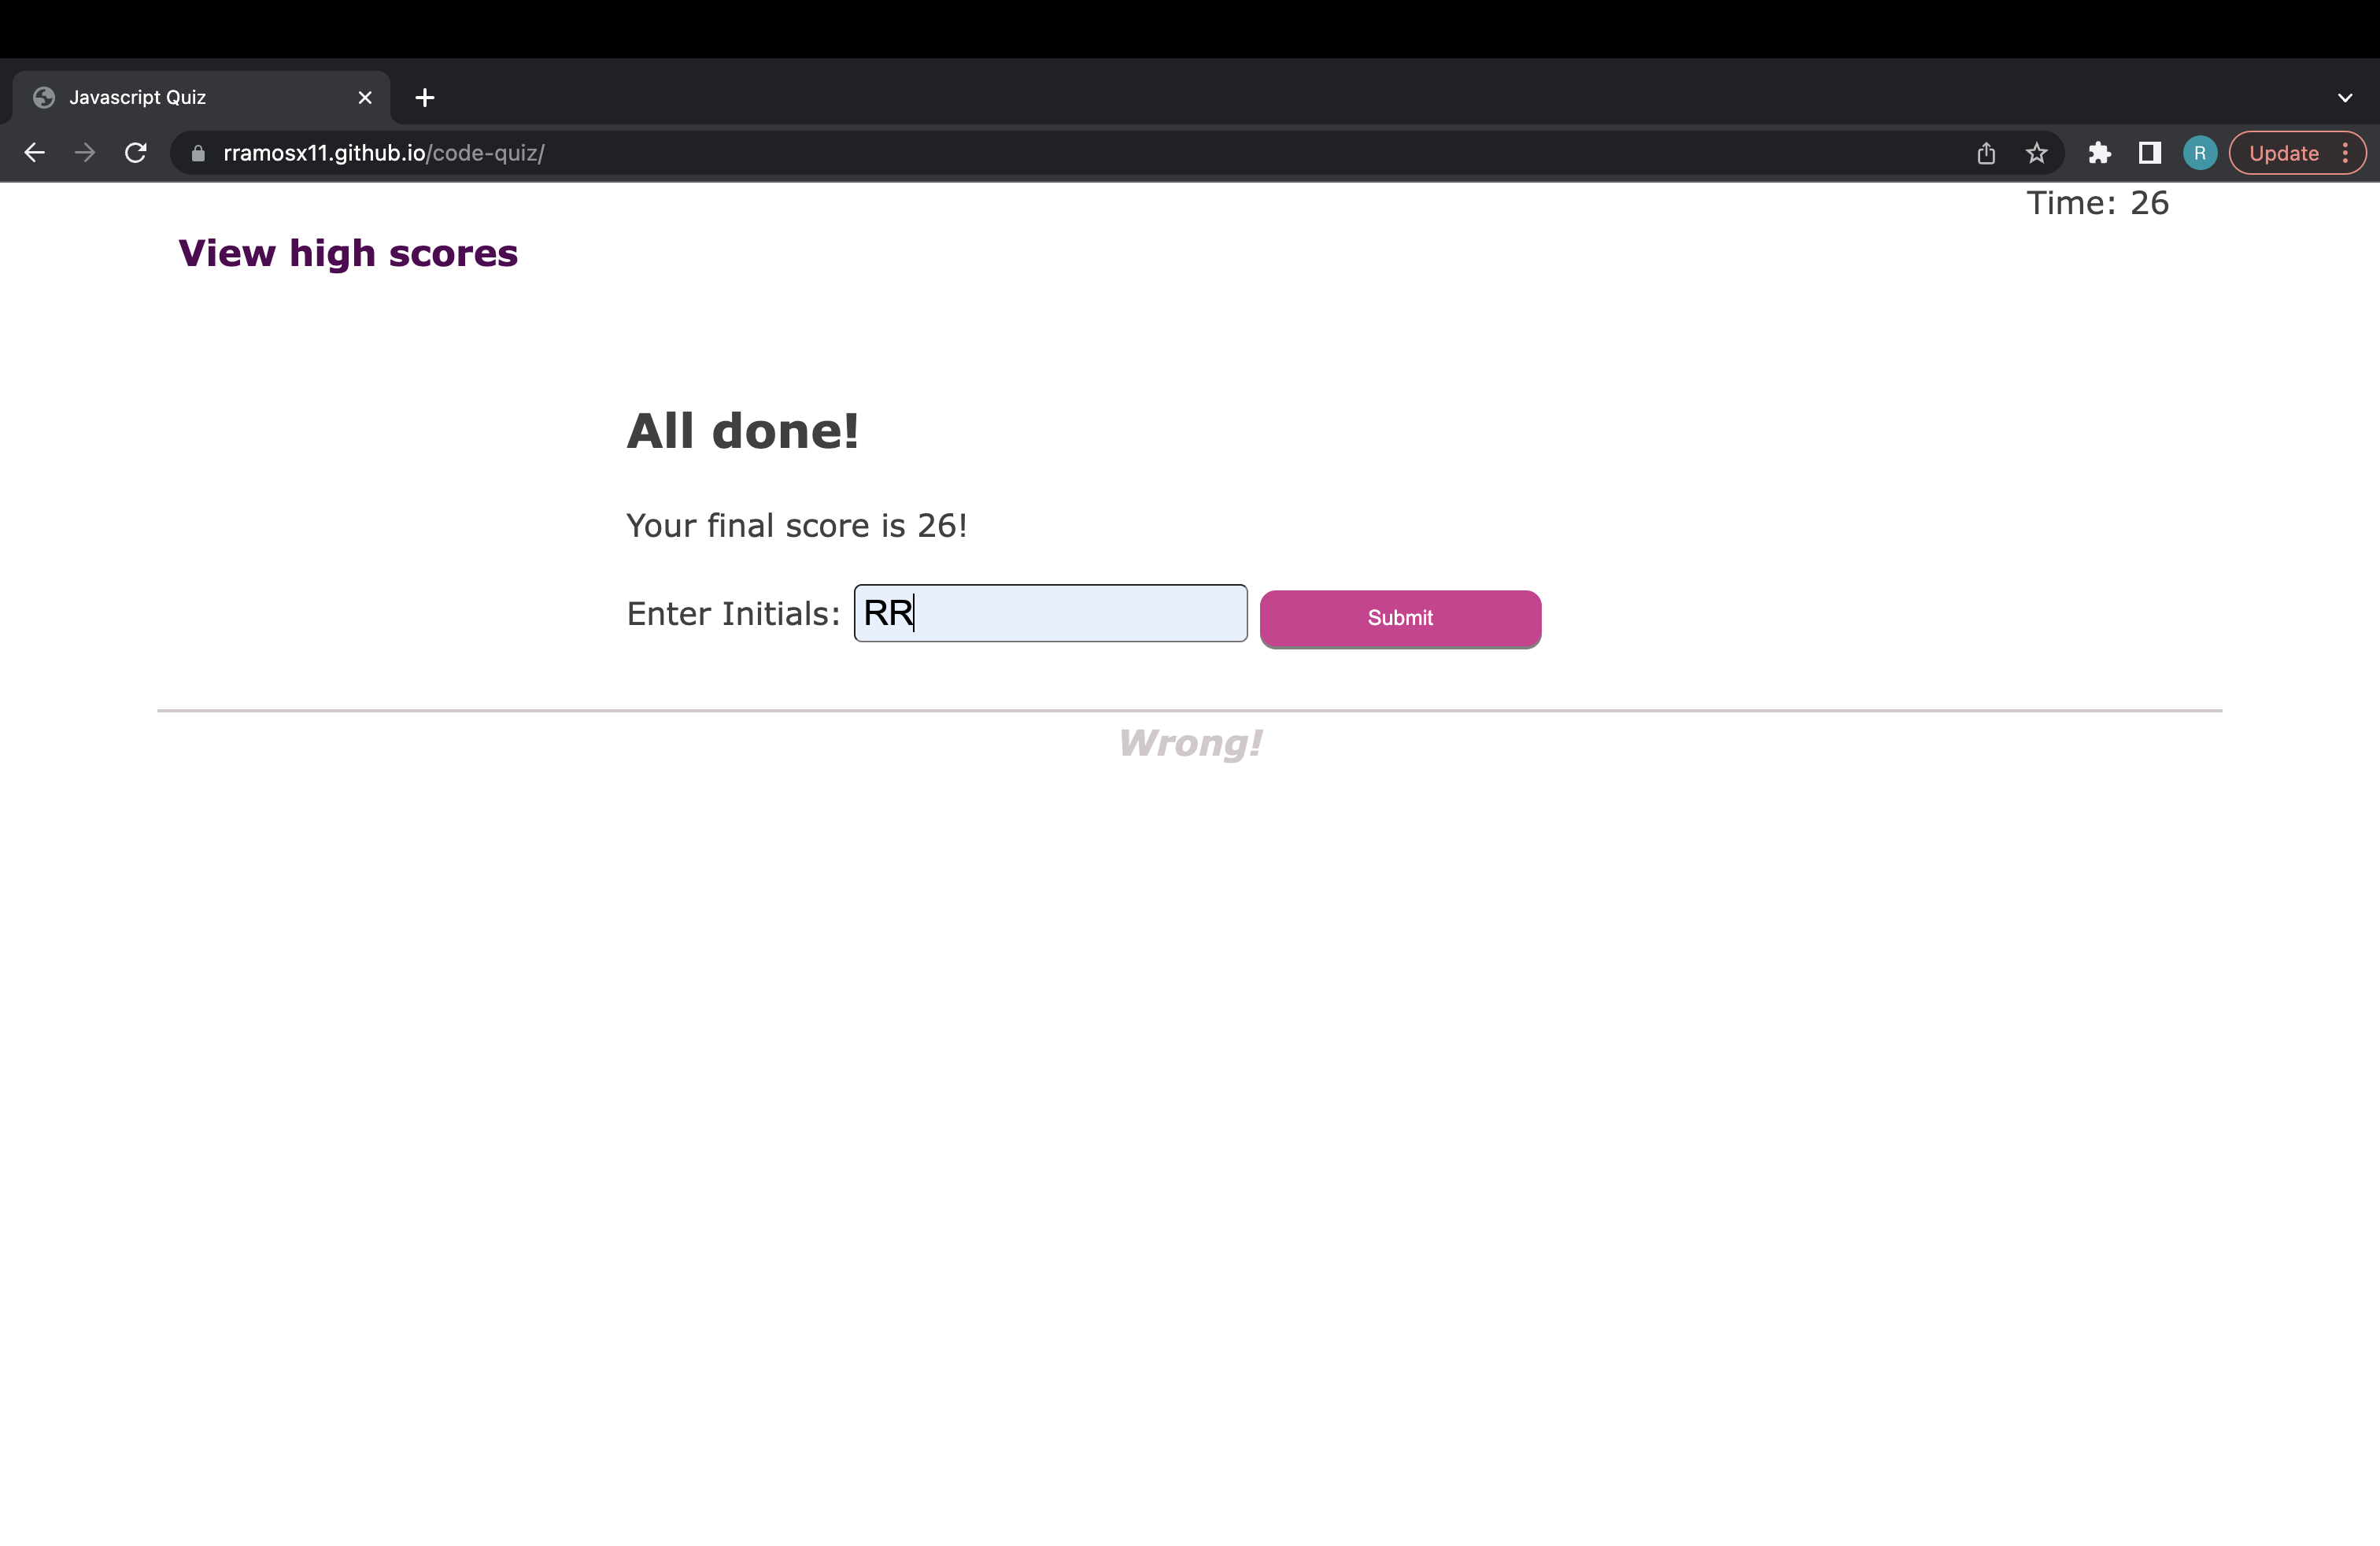 Javascript Quiz
rramosx11.github.io/code-quiz/
R
Update
Time: 26
View high scores
All done!
Your final score is 26!
Enter Initials: RR Submit
Wrong!